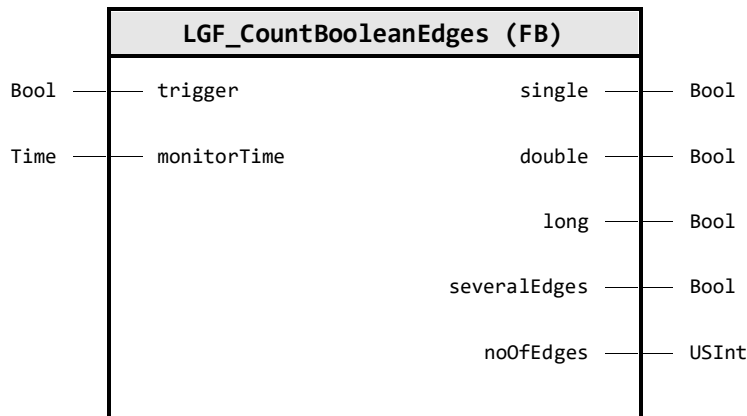 LGF_CountBooleanEdges (FB)
Bool trigger single Bool
Time monitorTime double Bool
long Bool
severalEdges Bool
noOfEdges USInt